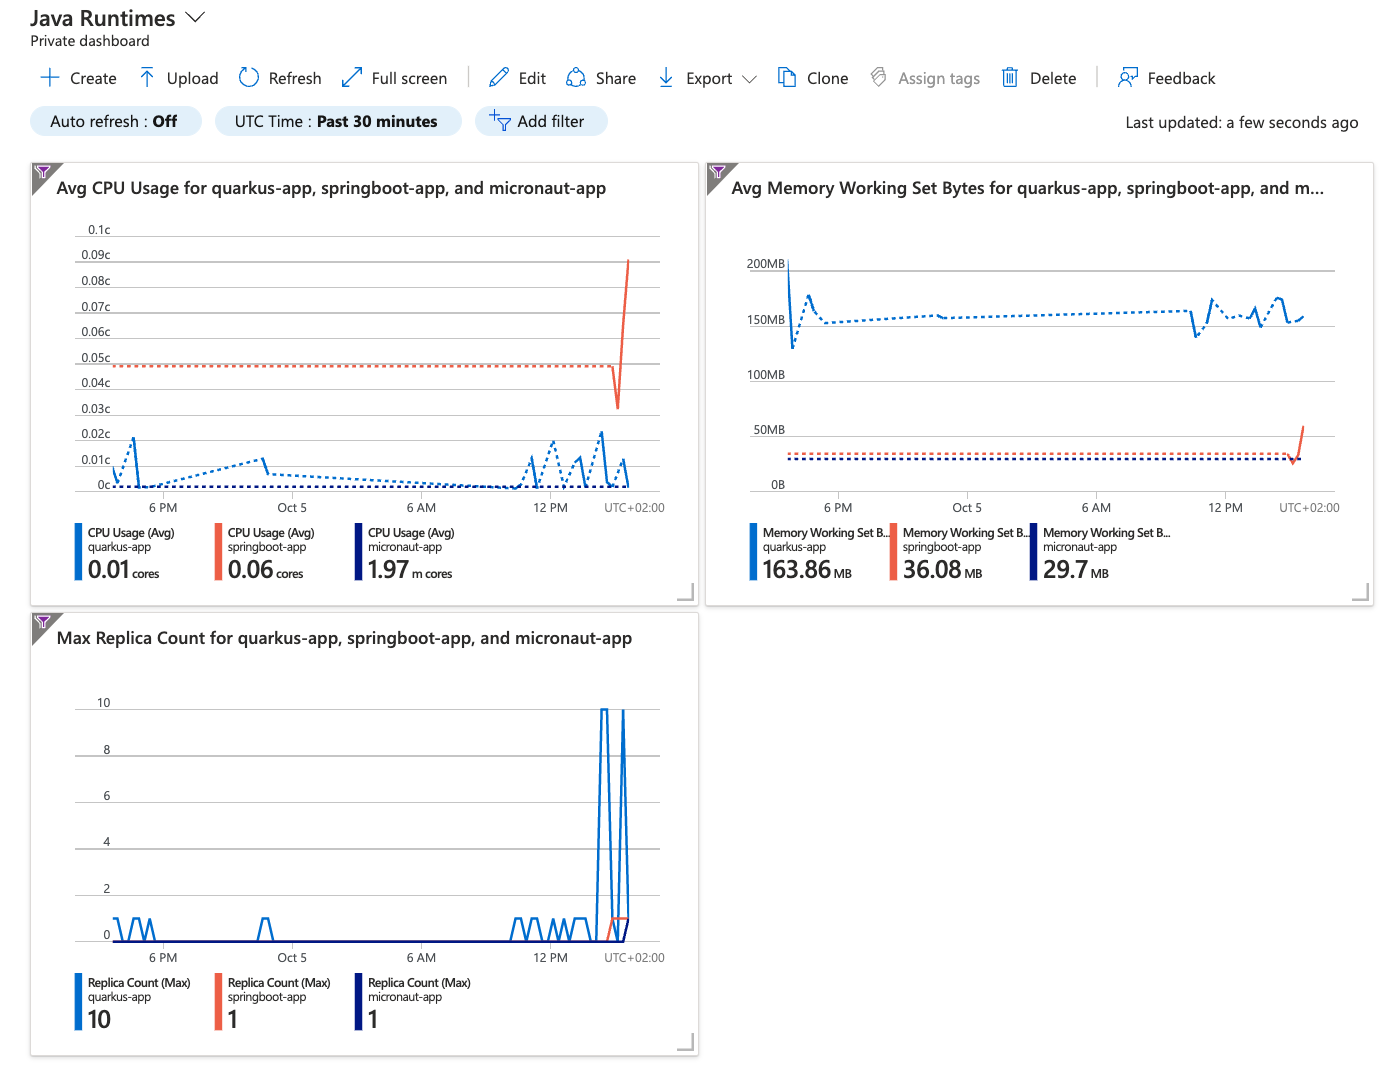 Java Runtimes
Private dashboard
Create Upload Refresh Full screen Edit Share Export Clone Assign tags Delete Feedback
Auto refresh : Off UTC Time : Past 30 minutes Add filter Last updated: a few seconds ago
Avg CPU Usage for quarkus-app, springboot-app, and micronaut-app
0.1c
0.09c
0.08c
0.07c
0.06c
0.05c
0.04c
0.03c
0.02c
0.01c
0c
6 PM Oct 5 6 AM 12 PM UTC+02:00
CPU Usage (Avg) CPU Usage (Avg) CPU Usage (Avg)
quarkus-app springboot-app micronaut-app
0.01 cores 0.06 cores 1.97 m cores
Avg Memory Working Set Bytes for quarkus-app, springboot-app, and m...
200MB
150MB
100MB
50MB
0B
6 PM Oct 5 6 AM 12 PM UTC+02:00
Memory Working Set B... Memory Working Set B... Memory Working Set B...
quarkus-app springboot-app micronaut-app
163.86 MB 36.08 MB 29.7 MB
Max Replica Count for quarkus-app, springboot-app, and micronaut-app
10
8
6
4
2
0
6 PM Oct 5 6 AM 12 PM UTC+02:00
Replica Count (Max) Replica Count (Max) Replica Count (Max)
quarkus-app springboot-app micronaut-app
10 1 1